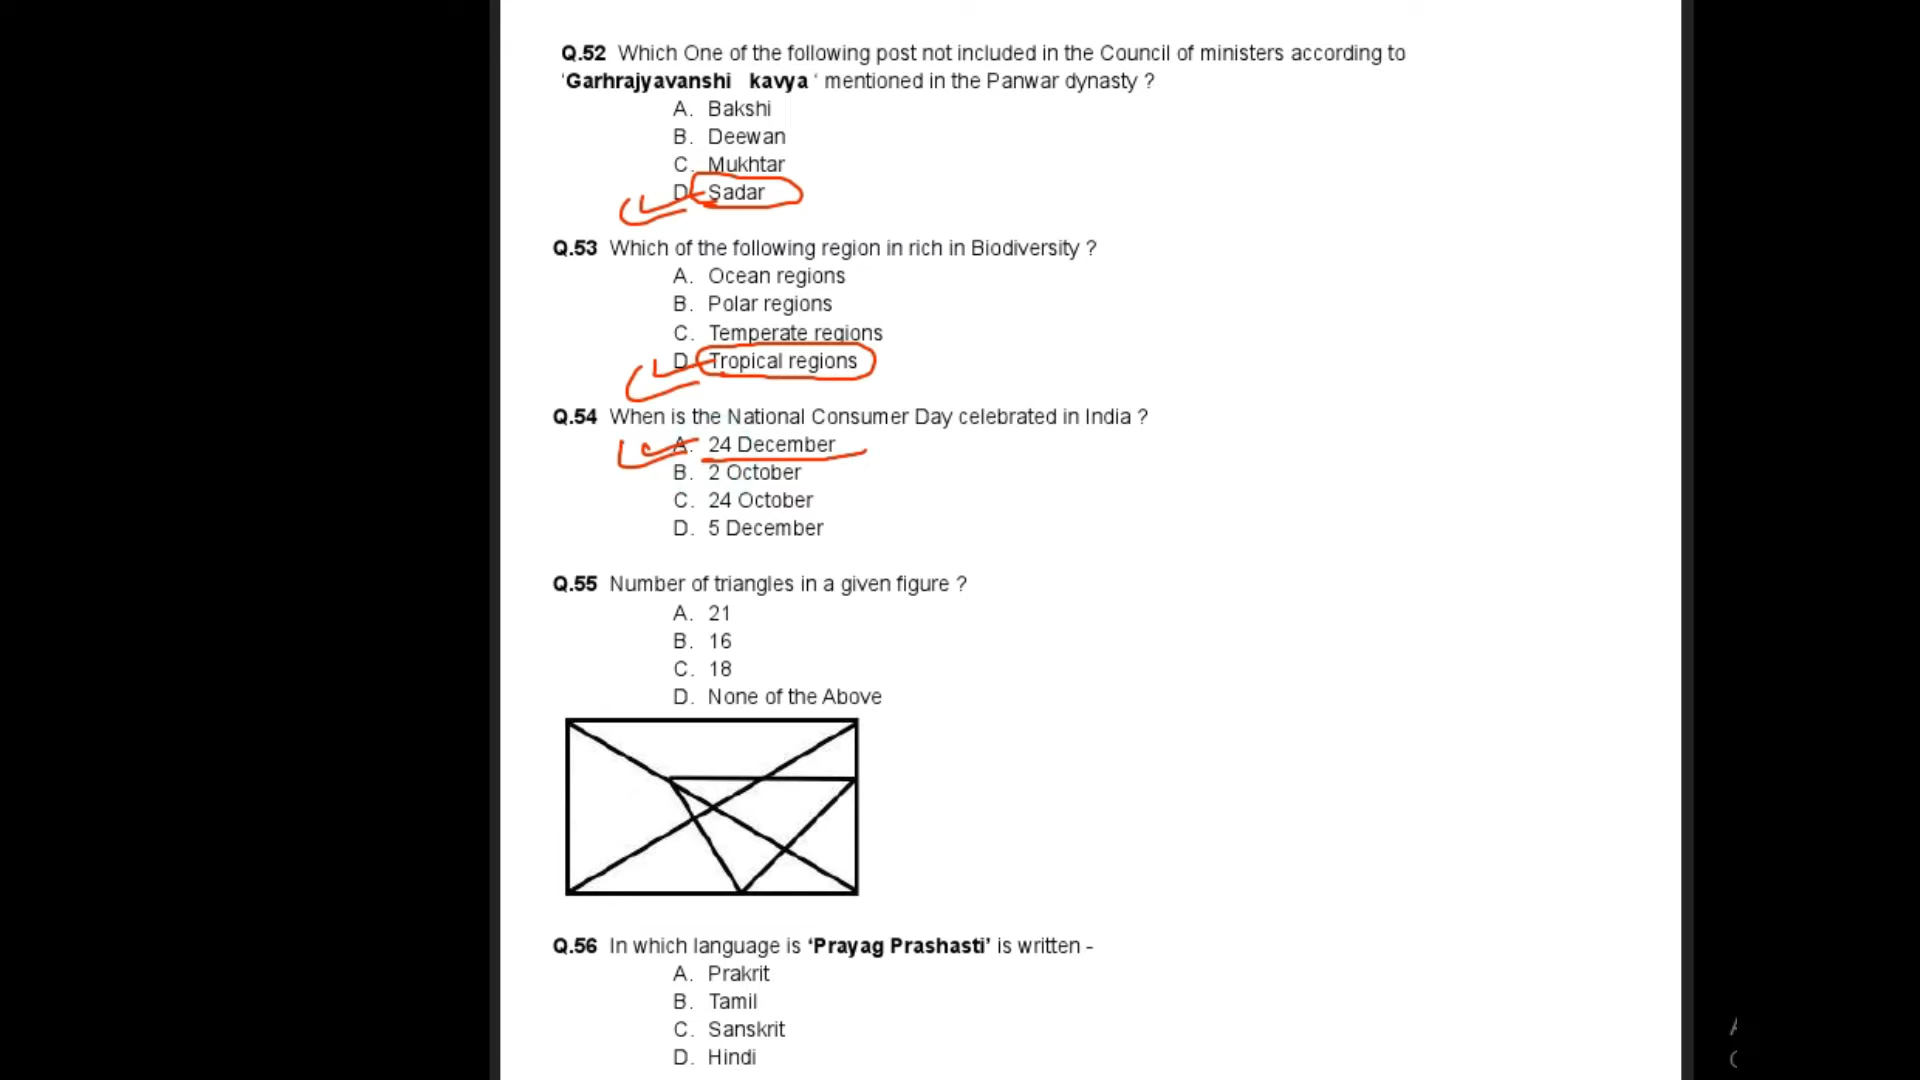 Q.52 Which One of the following post not included in the Council of ministers according to
‘Garhrajyavanshi kavya ‘ mentioned in the Panwar dynasty ?
A. Bakshi
B. Deewan
C. Mukhtar
D. Sadar
Q.53 Which of the following region in rich in Biodiversity ?
A. Ocean regions
B. Polar regions
C. Temperate regions
D. Tropical regions
Q.54 When is the National Consumer Day celebrated in India ?
A. 24 December
B. 2 October
C. 24 October
D. 5 December
Q.55 Number of triangles in a given figure ?
A. 21
B. 16
C. 18
D. None of the Above
Q.56 In which language is ‘Prayag Prashasti’ is written -
A. Prakrit
B. Tamil
C. Sanskrit
D. Hindi